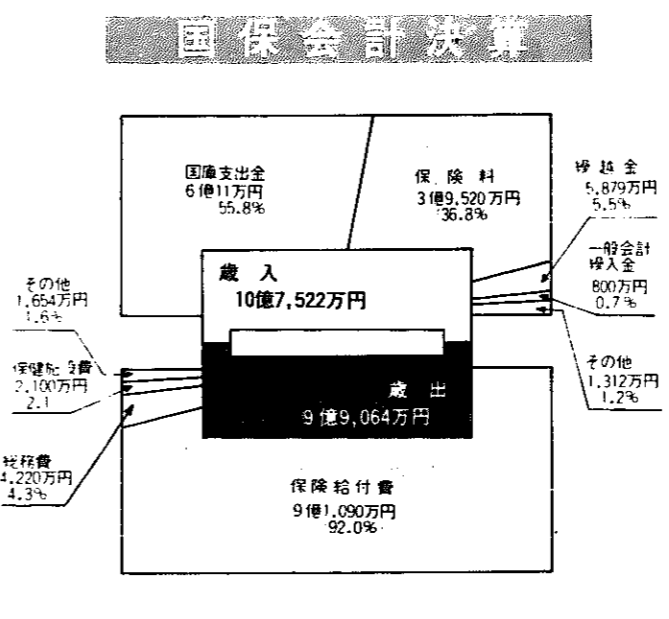 国保会計決算
国庫支出金
6億11万円
55.8%
保険料
3億9,520万円
36.8%
繰越金
5,879万円
5.5%
一般会計
繰入金
800万円
0.7%
その他
1,312万円
1.2%
歳入
10億7,522万円
歳出
9億9,064万円
その他
1,654万円
1.6%
保健施設費
2,100万円
2.1
総務費
4,220万円
4.3%
保険給付費
9億1,090万円
92.0%